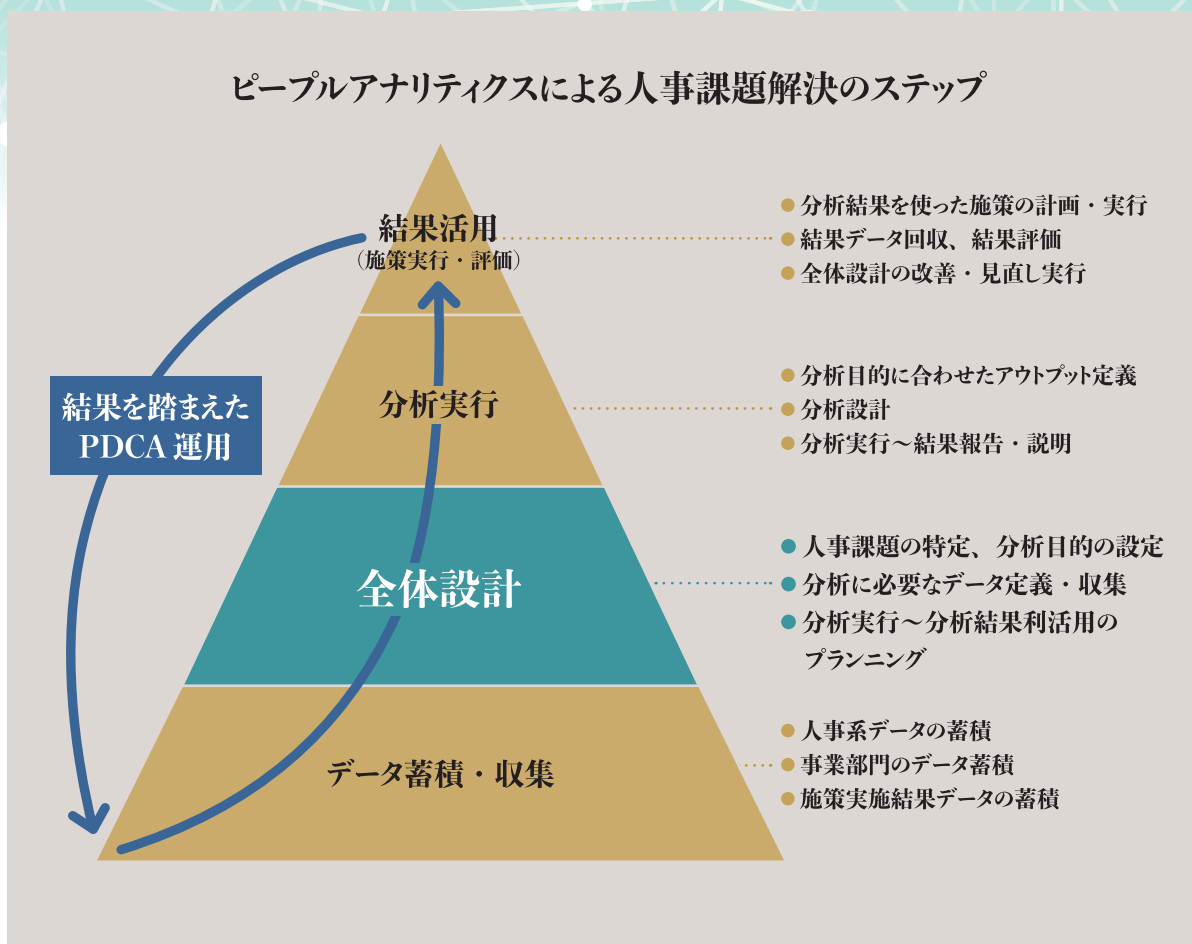 ピープルアナリティクスによる人事課題解決のステップ
結果活用
（施策実行・評価）
・分析結果を使った施策の計画・実行
・結果データ回収、結果評価
・全体設計の改善・見直し実行
結果を踏まえた
PDCA 運用
分析実行
・分析目的に合わせたアウトプット定義
・分析設計
・分析実行〜結果報告・説明
全体設計
・人事課題の特定、分析目的の設定
・分析に必要なデータ定義・収集
・分析実行〜分析結果利活用の
プランニング
データ蓄積・収集
・人事系データの蓄積
・事業部門のデータ蓄積
・施策実施結果データの蓄積